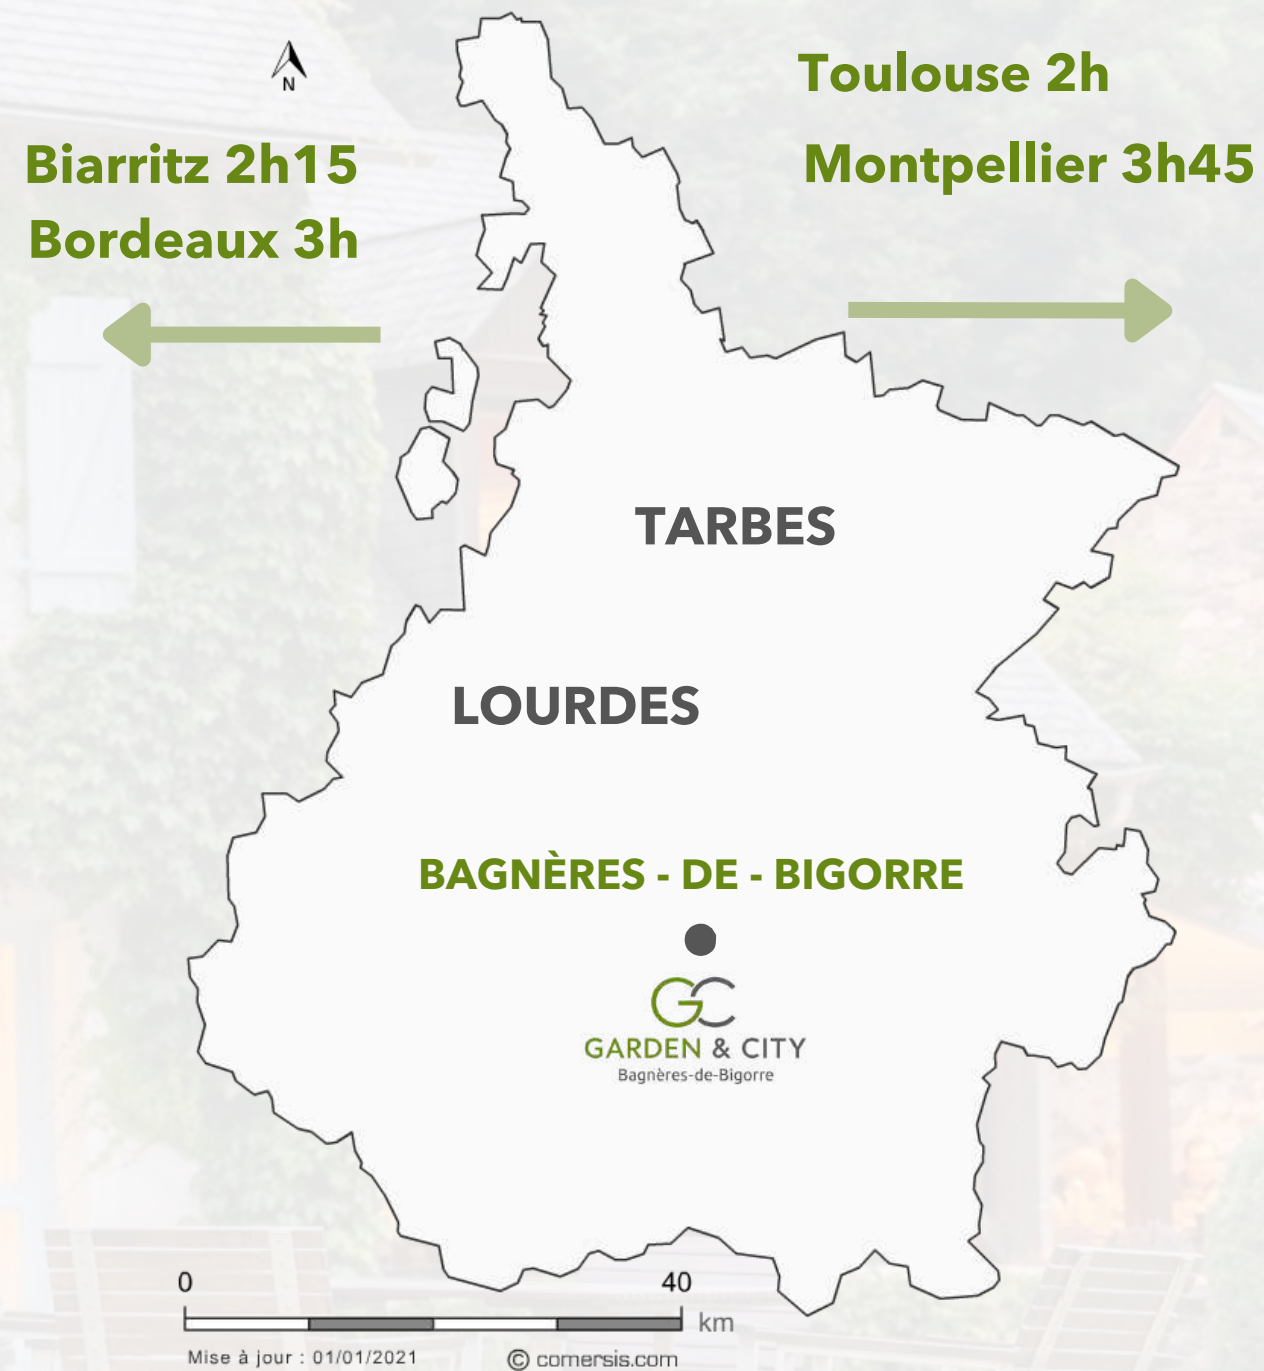 N
Toulouse 2h
Montpellier 3h45
Biarritz 2h15
Bordeaux 3h
TARBES
LOURDES
BAGNÈRES - DE - BIGORRE
GC
GARDEN & CITY
Bagnères-de-Bigorre
0 40
km
Mise à jour : 01/01/2021 © comersis.com